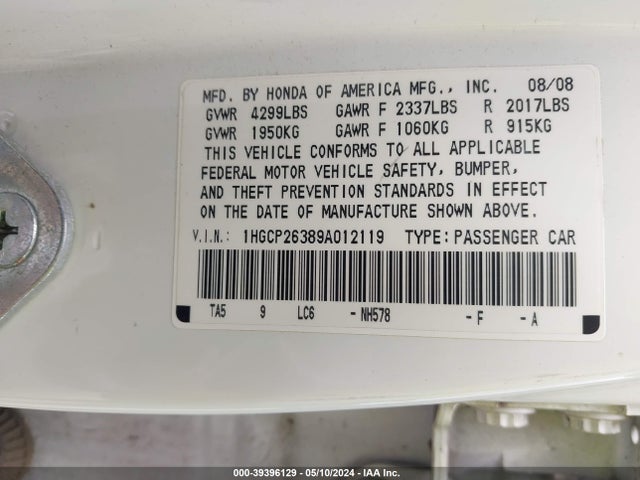 MFD. BY HONDA OF AMERICA MFG., INC. 08/08
GVWR 4299LBS GAWR F 2337LBS R 2017LBS
GVWR 1950KG GAWR F 1060KG R 915KG
THIS VEHICLE CONFORMS TO ALL APPLICABLE
FEDERAL MOTOR VEHICLE SAFETY, BUMPER,
AND THEFT PREVENTION STANDARDS IN EFFECT
ON THE DATE OF MANUFACTURE SHOWN ABOVE.
V.I.N.: 1HGCP26389A012119 TYPE: PASSENGER CAR
TA5 9 LC6 - NH578 - F - A
000-39396129 - 05/10/2024 - IAA Inc.